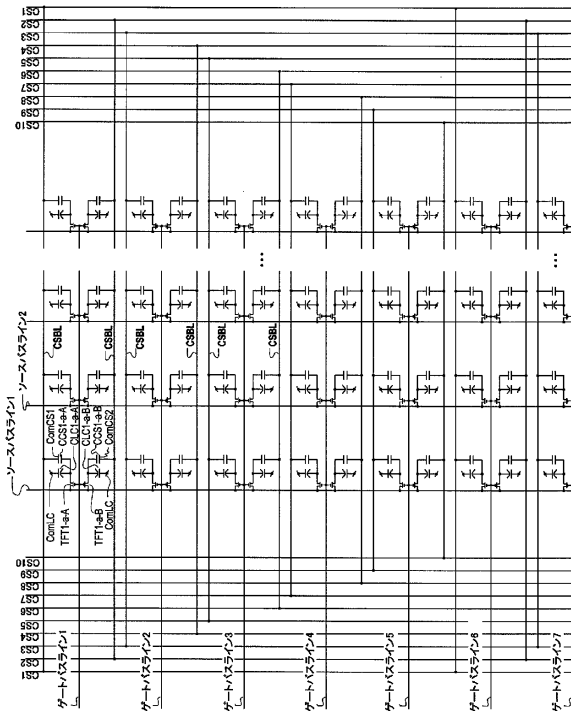 CS1
CS2
CS3
CS4
CS5
CS6
CS7
CS8
CS9
CS10
ソースバスライン1
ソースバスライン2
ComLC
TFT1-a-A
TFT1-a-B
ComLC
ComCS1
CCS1-a-A
CLC1-a-A
CLC1-a-B
CCS1-a-B
ComCS2
CSBL
CSBL
CSBL
CSBL
CSBL
CSBL
…
…
CS10
CS9
CS8
CS7
CS6
CS5
CS4
CS3
CS2
CS1
ゲートバスライン1
ゲートバスライン2
ゲートバスライン3
ゲートバスライン4
ゲートバスライン5
ゲートバスライン6
ゲートバスライン7